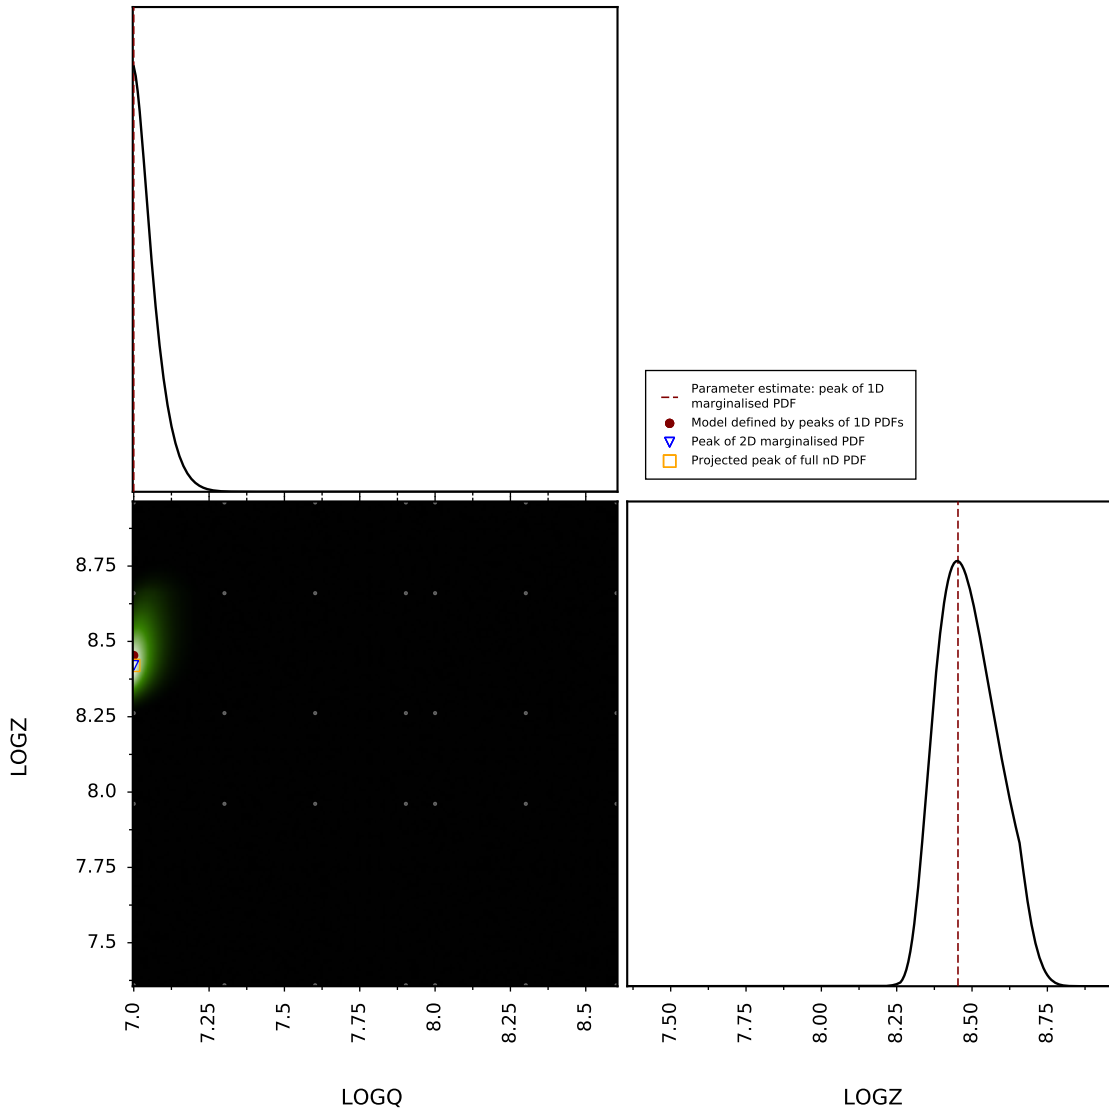 Parameter estimate: peak of 1D
marginalised PDF
Model defined by peaks of 1D PDFs
Peak of 2D marginalised PDF
Projected peak of full nD PDF
8.75
8.5
8.25
8.0
7.75
7.5
LOGZ
7.0
7.25
7.5
7.75
8.0
8.25
8.5
LOGQ
7.50
7.75
8.00
8.25
8.50
8.75
LOGZ